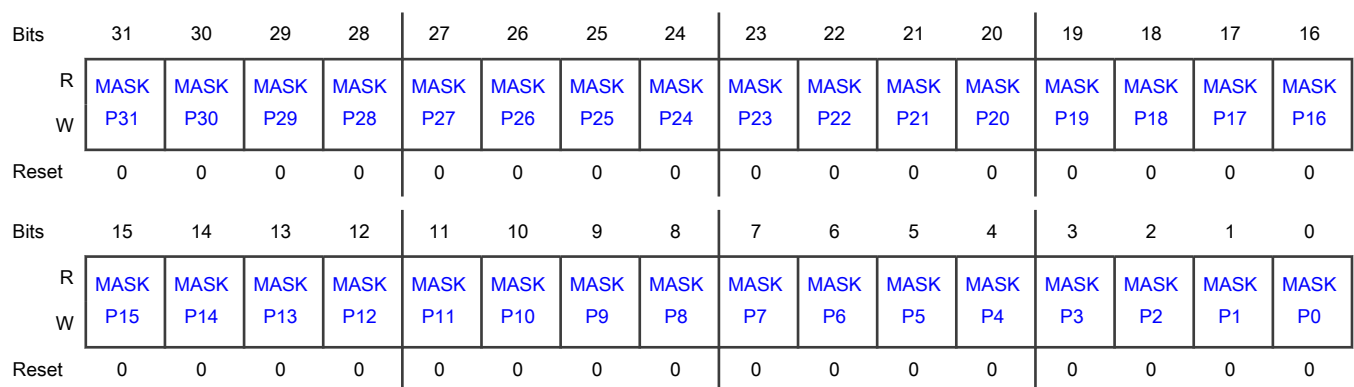 Bits 31 30 29 28 27 26 25 24 23 22 21 20 19 18 17 16
R MASK MASK MASK MASK MASK MASK MASK MASK MASK MASK MASK MASK MASK MASK MASK MASK
W P31 P30 P29 P28 P27 P26 P25 P24 P23 P22 P21 P20 P19 P18 P17 P16
Reset 0 0 0 0 0 0 0 0 0 0 0 0 0 0 0 0
Bits 15 14 13 12 11 10 9 8 7 6 5 4 3 2 1 0
R MASK MASK MASK MASK MASK MASK MASK MASK MASK MASK MASK MASK MASK MASK MASK MASK
W P15 P14 P13 P12 P11 P10 P9 P8 P7 P6 P5 P4 P3 P2 P1 P0
Reset 0 0 0 0 0 0 0 0 0 0 0 0 0 0 0 0